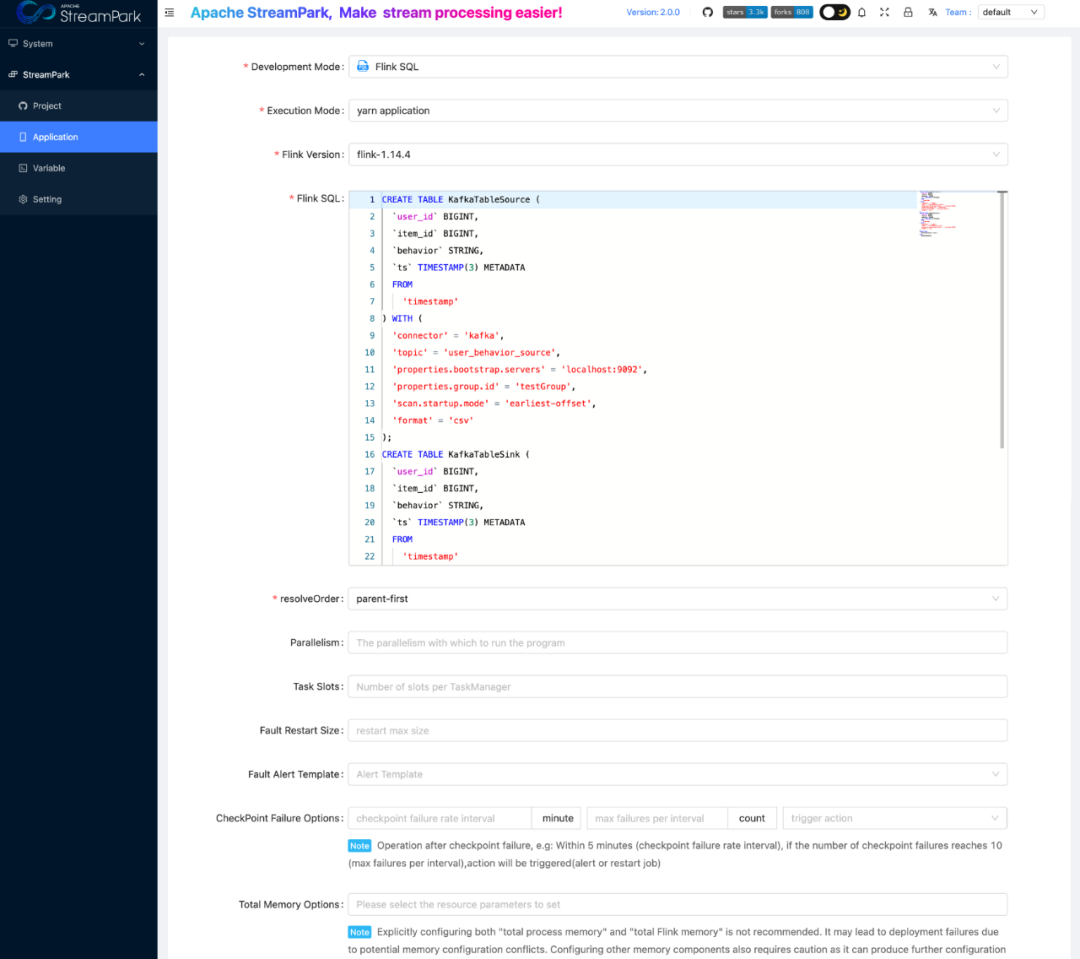 APACHE
StreamPark
Apache StreamPark, Make stream processing easier!
Version: 2.0.0
stars 3.3k
forks 808
Team :
default
System
StreamPark
Project
Application
Variable
Setting
* Development Mode :
Flink SQL
* Execution Mode :
yarn application
* Flink Version :
flink-1.14.4
* Flink SQL :
1 CREATE TABLE KafkaTableSource (
2 `user_id` BIGINT,
3 `item_id` BIGINT,
4 `behavior` STRING,
5 `ts` TIMESTAMP(3) METADATA
6 FROM
7 'timestamp'
8 ) WITH (
9 'connector' = 'kafka',
10 'topic' = 'user_behavior_source',
11 'properties.bootstrap.servers' = 'localhost:9092',
12 'properties.group.id' = 'testGroup',
13 'scan.startup.mode' = 'earliest-offset',
14 'format' = 'csv'
15 );
16 CREATE TABLE KafkaTableSink (
17 `user_id` BIGINT,
18 `item_id` BIGINT,
19 `behavior` STRING,
20 `ts` TIMESTAMP(3) METADATA
21 FROM
22 'timestamp'
* resolveOrder :
parent-first
Parallelism :
The parallelism with which to run the program
Task Slots :
Number of slots per TaskManager
Fault Restart Size :
restart max size
Fault Alert Template :
Alert Template
CheckPoint Failure Options :
checkpoint failure rate interval
minute
max failures per interval
count
trigger action
Note Operation after checkpoint failure, e.g: Within 5 minutes (checkpoint failure rate interval), if the number of checkpoint failures reaches 10
(max failures per interval),action will be triggered(alert or restart job)
Total Memory Options :
Please select the resource parameters to set
Note Explicitly configuring both "total process memory" and "total Flink memory" is not recommended. It may lead to deployment failures due
to potential memory configuration conflicts. Configuring other memory components also requires caution as it can produce further configuration